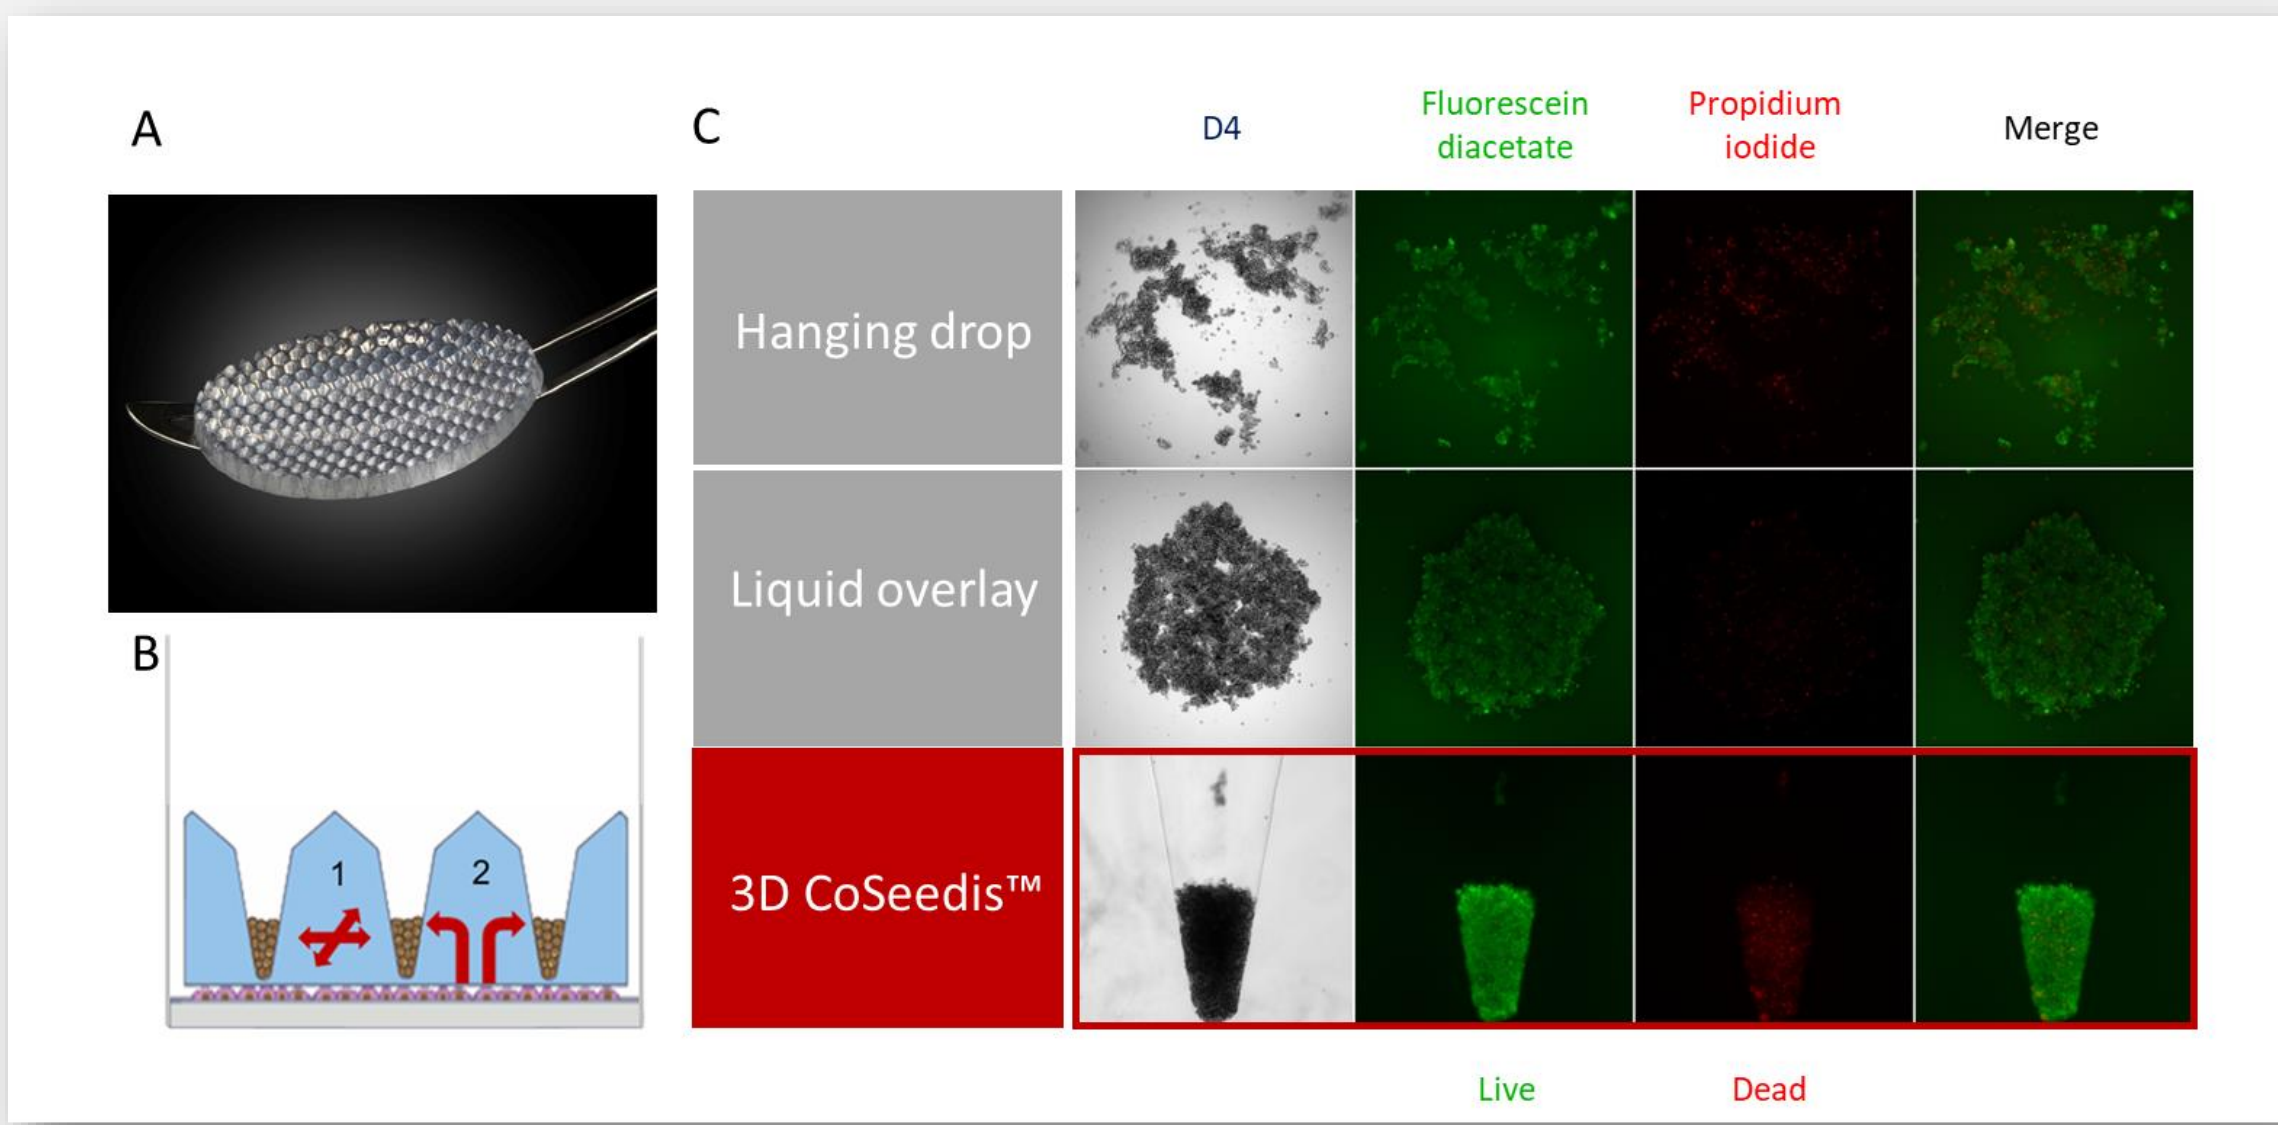 A
C
D4
Fluorescein
diacetate
Propidium
iodide
Merge
Hanging drop
Liquid overlay
B
1
2
3D CoSeedis™
Live
Dead